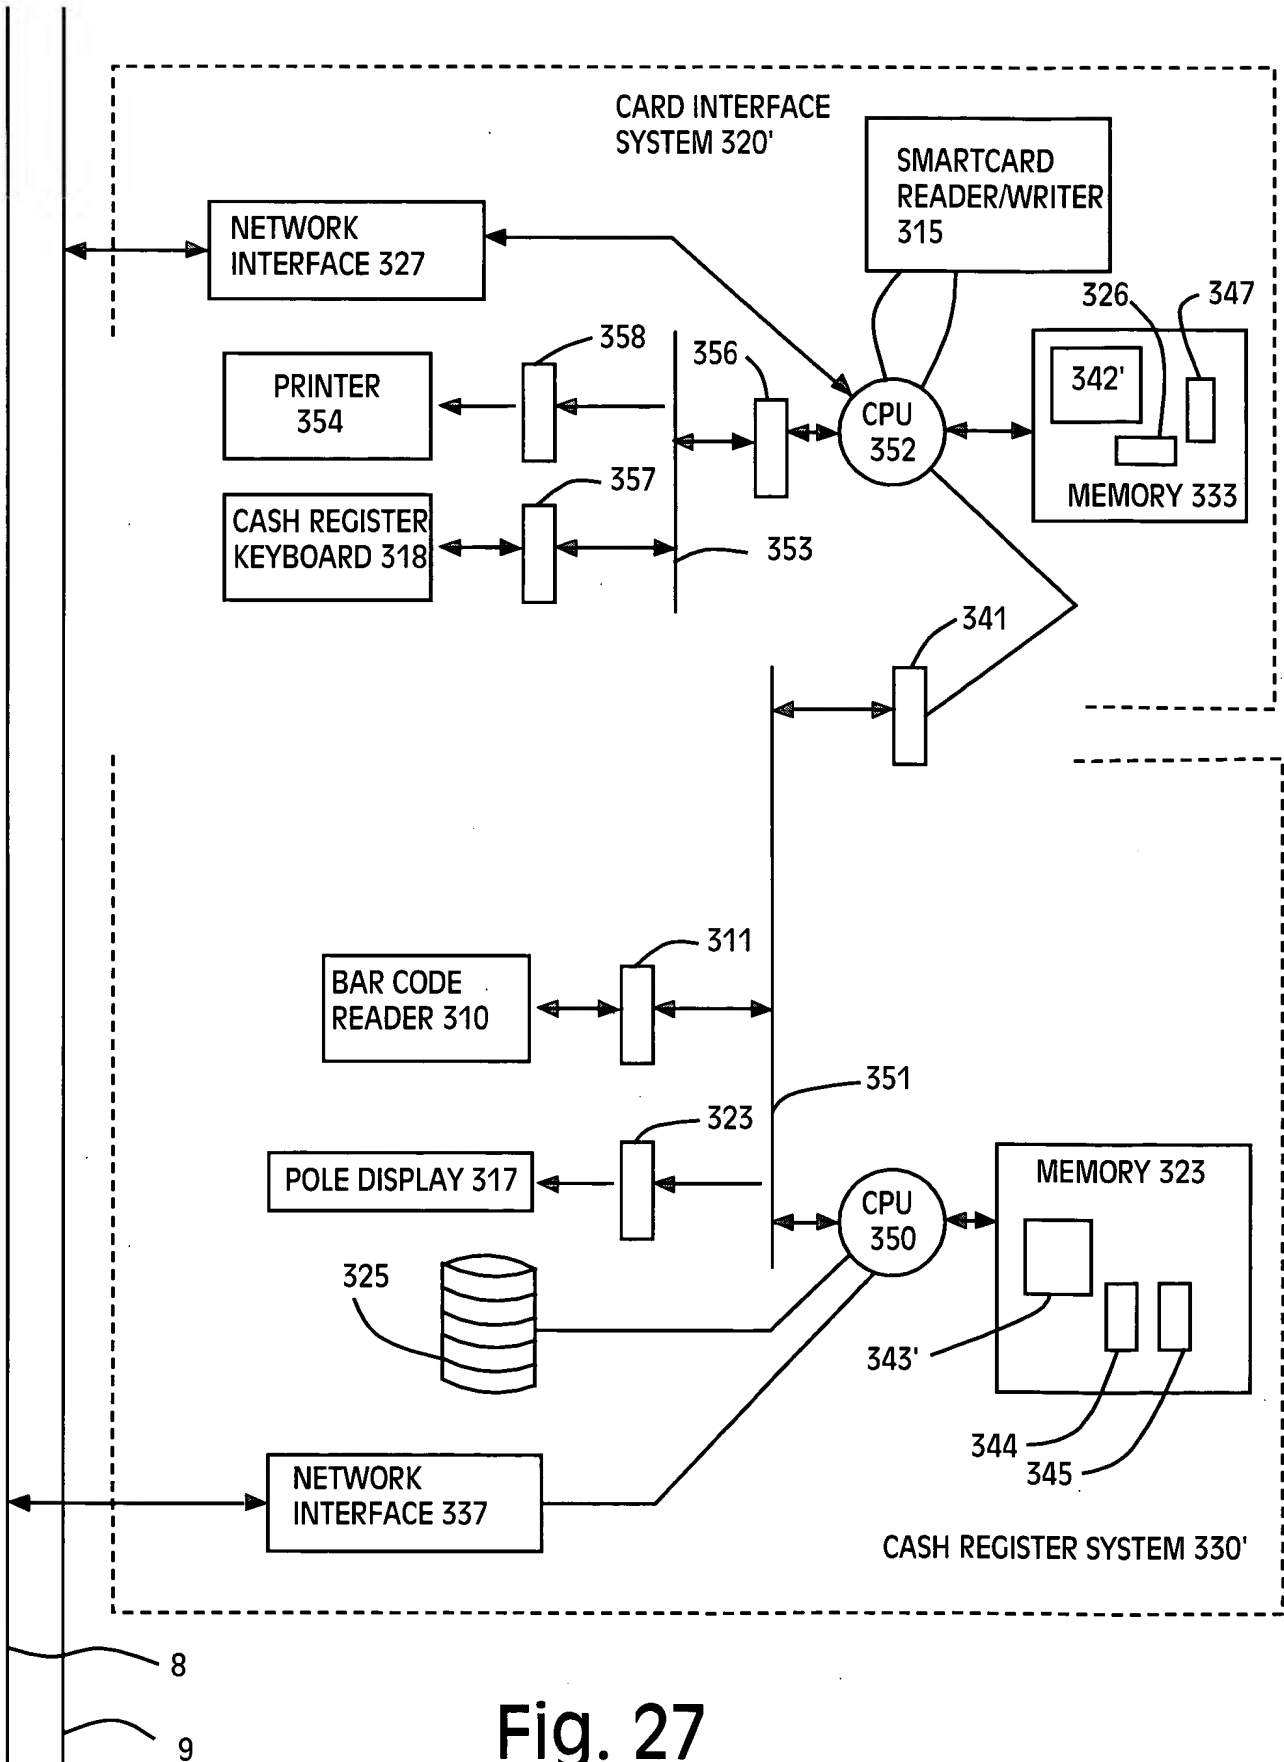 CARD INTERFACE
SYSTEM 320'
SMARTCARD
READER/WRITER
315
NETWORK
INTERFACE 327
326
347
358
356
PRINTER
354
342'
CPU
352
MEMORY 333
357
CASH REGISTER
KEYBOARD 318
353
341
311
BAR CODE
READER 310
351
323
POLE DISPLAY 317
MEMORY 323
CPU
350
325
343'
344
345
NETWORK
INTERFACE 337
CASH REGISTER SYSTEM 330'
8
9
Fig. 27